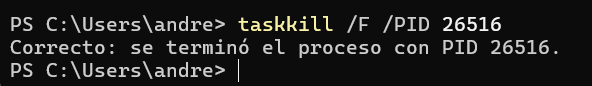 PS C:\Users\andre> taskkill /F /PID 26516
Correcto: se terminó el proceso con PID 26516.
PS C:\Users\andre>